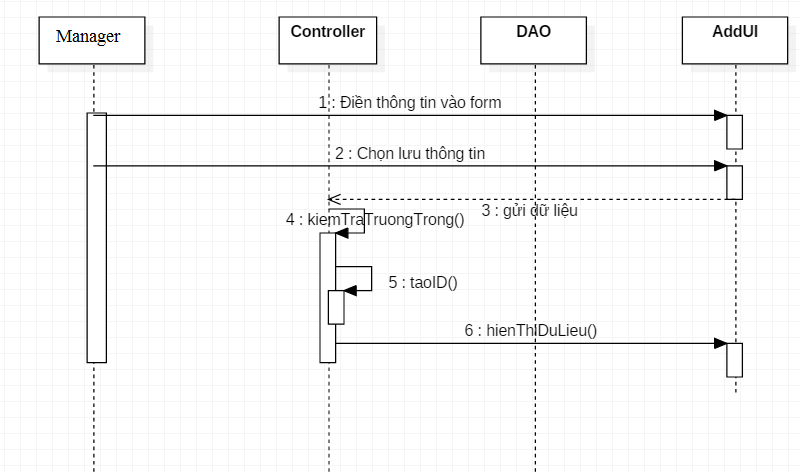 Manager
Controller
DAO
AddUI
1 : Điền thông tin vào form
2 : Chọn lưu thông tin
3 : gửi dữ liệu
4 : kiemTraTruongTrong()
5 : taoID()
6 : hienThiDuLieu()